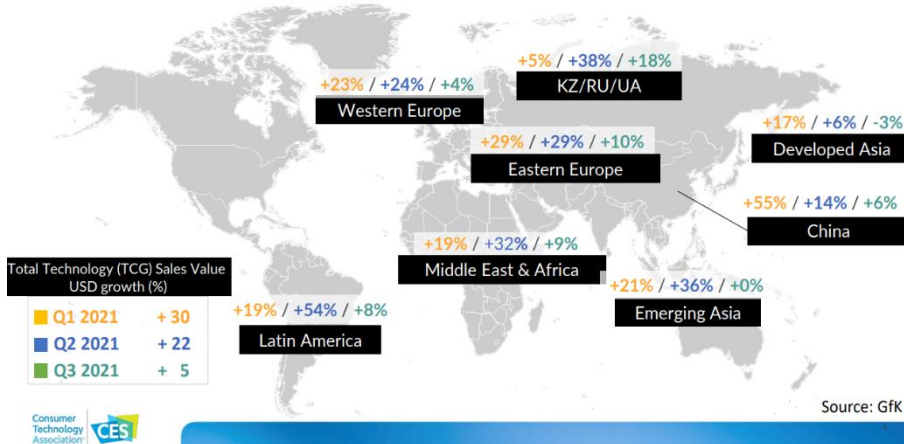 +5% / +38% / +18%
KZ/RU/UA
+23% / +24% / +4%
Western Europe
+17% / +6% / -3%
Developed Asia
+29% / +29% / +10%
Eastern Europe
+55% / +14% / +6%
China
+19% / +32% / +9%
Middle East & Africa
+21% / +36% / +0%
Emerging Asia
+19% / +54% / +8%
Latin America
Total Technology (TCG) Sales Value
USD growth (%)
Q1 2021 + 30
Q2 2021 + 22
Q3 2021 + 5
Source: GfK
Consumer
Technology
Association
CES